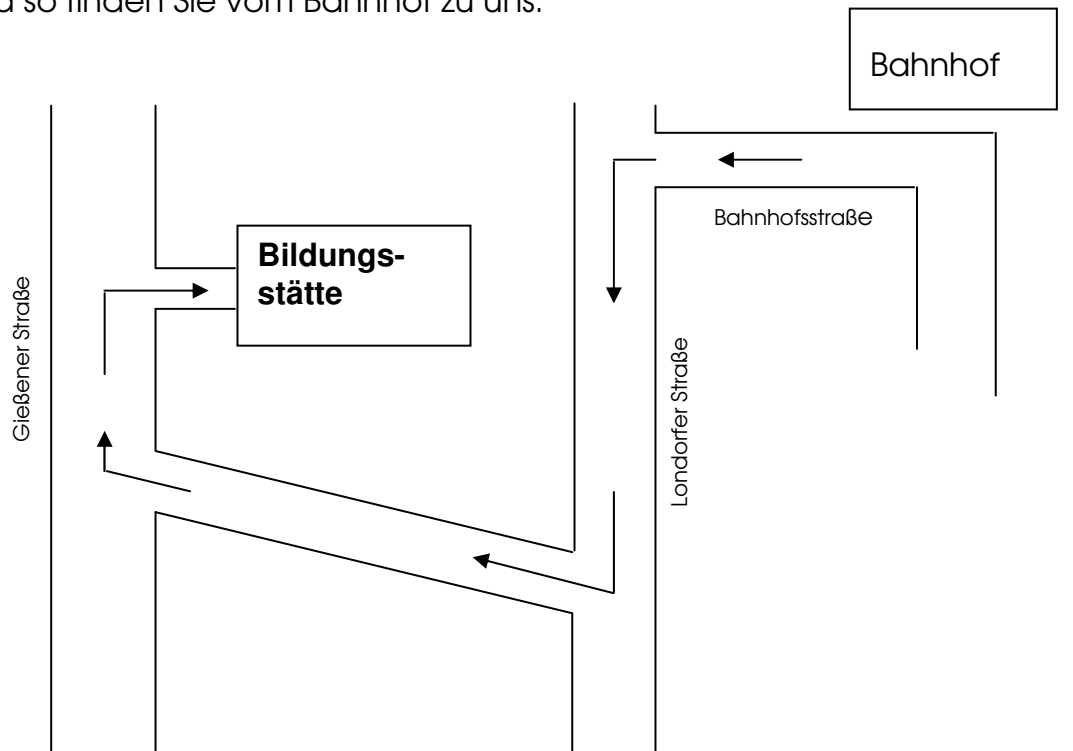 so finden Sie vom Bahnhof zu uns:
Bahnhof
Bahnhofsstraße
Bildungs-
stätte
Gießener Straße
Londorfer Straße